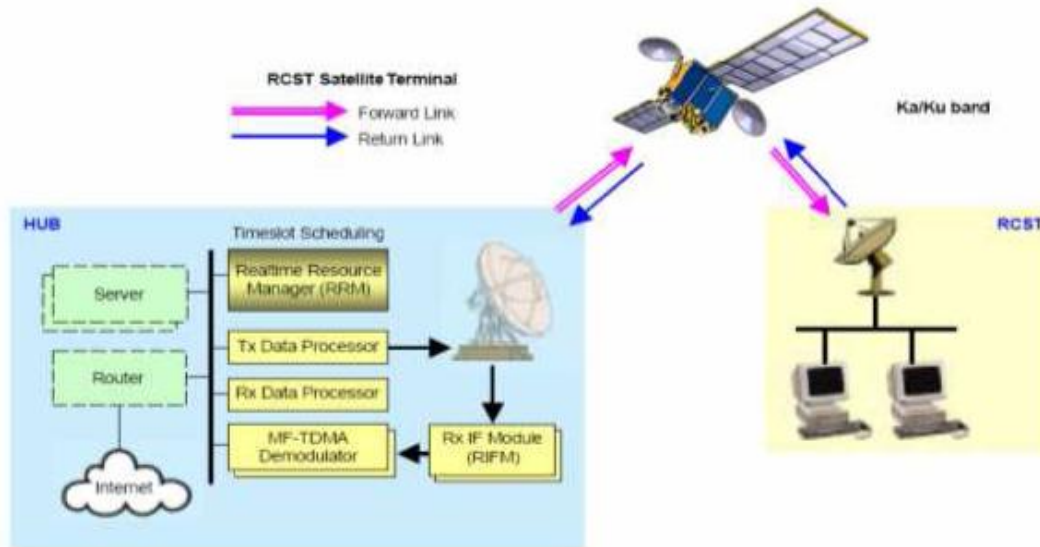 RCST Satellite Terminal
Forward Link
Return Link
Ka/Ku band
HUB
Timeslot Scheduling
Realtime Resource
Manager (RRM)
Server
Tx Data Processor
Router
Rx Data Processor
MF-TDMA
Demodulator
Rx IF Module
(RIFM)
Internet
RCST